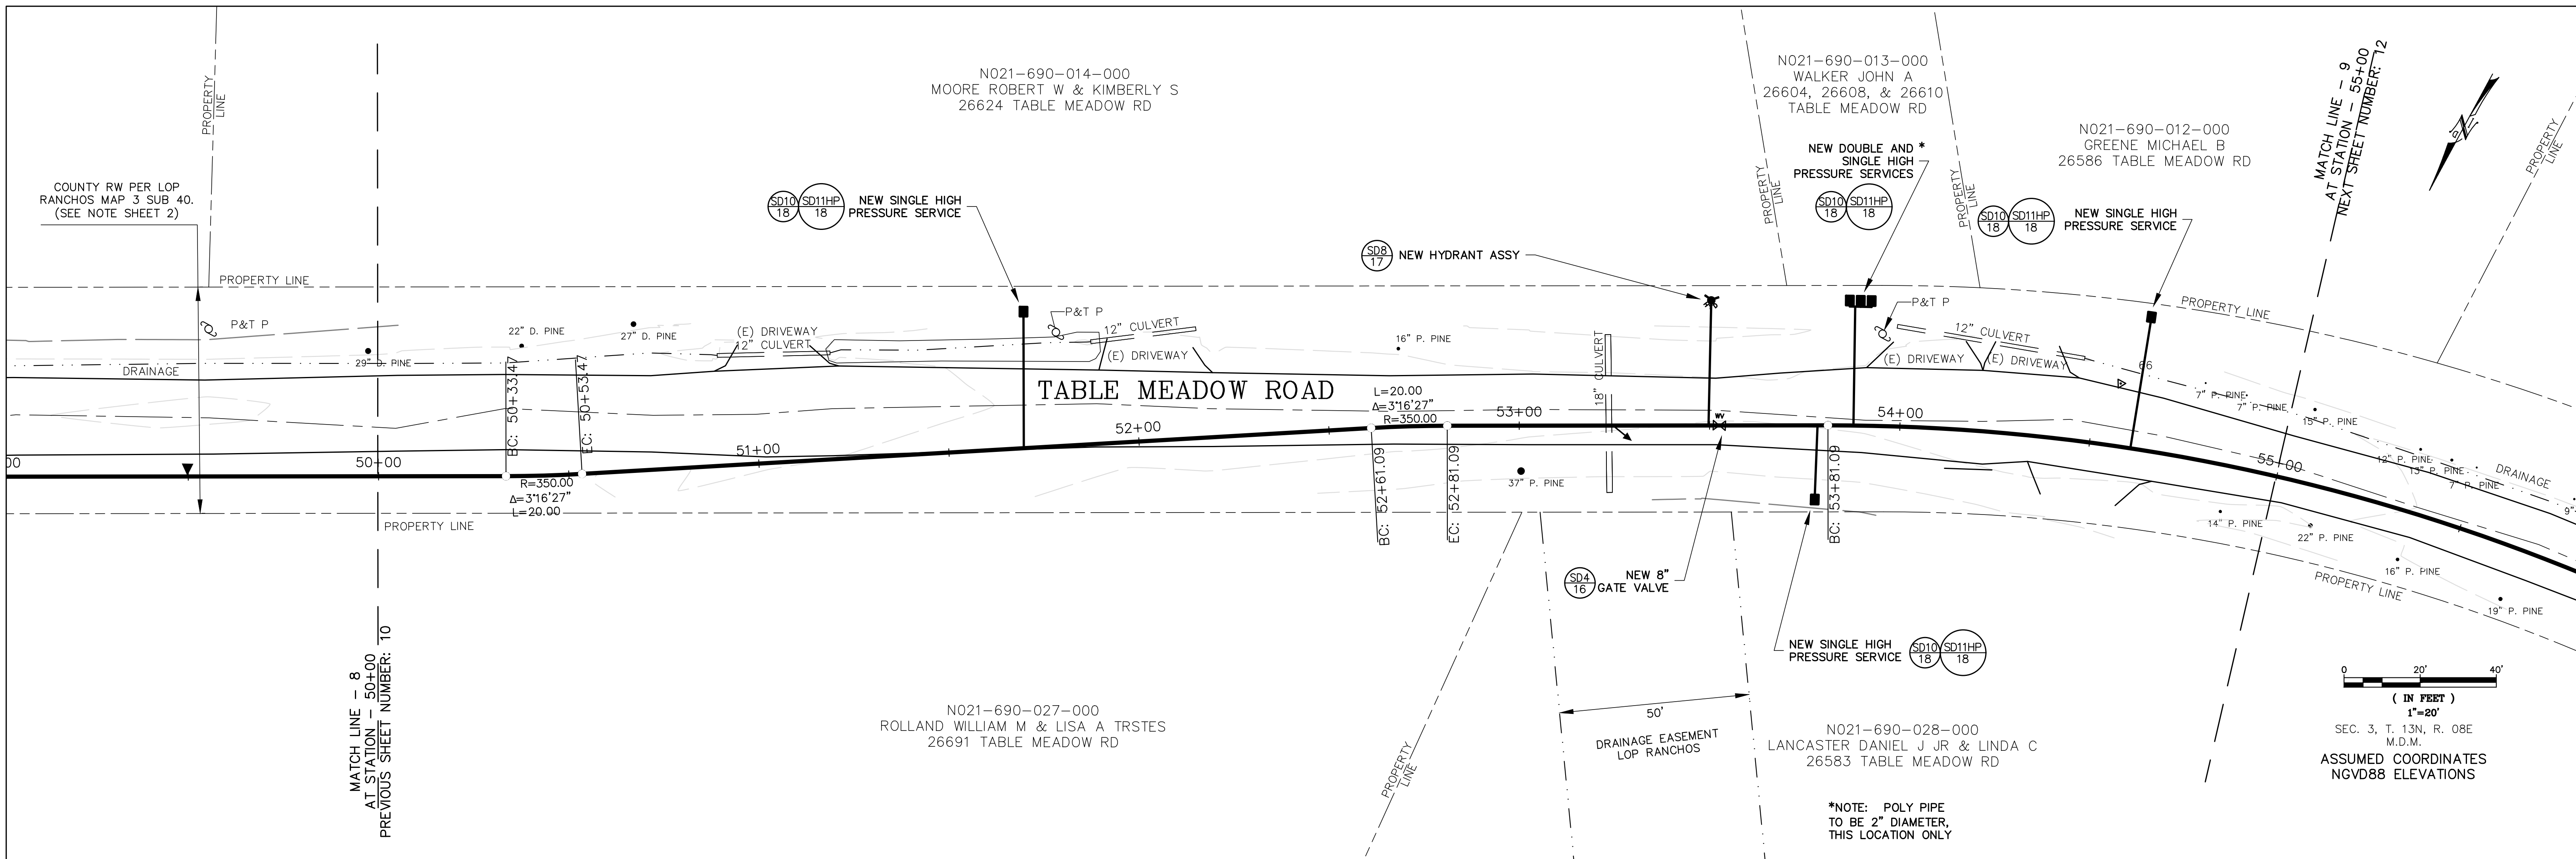 PROPERTY
LINE
N021-690-014-000
MOORE ROBERT W & KIMBERLY S
26624 TABLE MEADOW RD
N021-690-013-000
WALKER JOHN A
26604, 26608, & 26610
TABLE MEADOW RD
N021-690-012-000
GREENE MICHAEL B
26586 TABLE MEADOW RD
MATCH LINE - 9
AT STATION - 55+00
NEXT SHEET NUMBER: 12
N
PROPERTY
LINE
COUNTY RW PER LOP
RANCHOS MAP 3 SUB 40.
(SEE NOTE SHEET 2)
SD10
18
SD11HP
18
NEW SINGLE HIGH
PRESSURE SERVICE
NEW DOUBLE AND *
SINGLE HIGH
PRESSURE SERVICES
SD10
18
SD11HP
18
PROPERTY
LINE
PROPERTY
LINE
SD10
18
SD11HP
18
NEW SINGLE HIGH
PRESSURE SERVICE
SD8
17
NEW HYDRANT ASSY
PROPERTY LINE
PROPERTY LINE
P&T P
22" D. PINE
27" D. PINE
29" D. PINE
(E) DRIVEWAY
12" CULVERT
P&T P
12" CULVERT
(E) DRIVEWAY
16" P. PINE
18" CULVERT
P&T P
12" CULVERT
(E) DRIVEWAY
(E) DRIVEWAY
66
7" P. PINE
7" P. PINE
15" P. PINE
12" P. PINE
13" P. PINE
7" P. PINE
DRAINAGE
9"
DRAINAGE
TABLE MEADOW ROAD
BC: 50+33.47
EC: 50+53.47
L=20.00
Δ=3°16'27"
R=350.00
00
50+00
51+00
52+00
53+00
WV
54+00
55+00
R=350.00
Δ=3°16'27"
L=20.00
BC: 52+61.09
EC: 52+81.09
BC: 53+81.09
37" P. PINE
14" P. PINE
22" P. PINE
16" P. PINE
19" P. PINE
PROPERTY LINE
PROPERTY LINE
SD4
16
NEW 8"
GATE VALVE
NEW SINGLE HIGH
PRESSURE SERVICE
SD10
18
SD11HP
18
MATCH LINE - 8
AT STATION - 50+00
PREVIOUS SHEET NUMBER: 10
N021-690-027-000
ROLLAND WILLIAM M & LISA A TRSTES
26691 TABLE MEADOW RD
PROPERTY
LINE
50'
DRAINAGE EASEMENT
LOP RANCHOS
N021-690-028-000
LANCASTER DANIEL J JR & LINDA C
26583 TABLE MEADOW RD
*NOTE: POLY PIPE
TO BE 2" DIAMETER,
THIS LOCATION ONLY
0 20' 40'
( IN FEET )
1"=20'
SEC. 3, T. 13N, R. 08E
M.D.M.
ASSUMED COORDINATES
NGVD88 ELEVATIONS